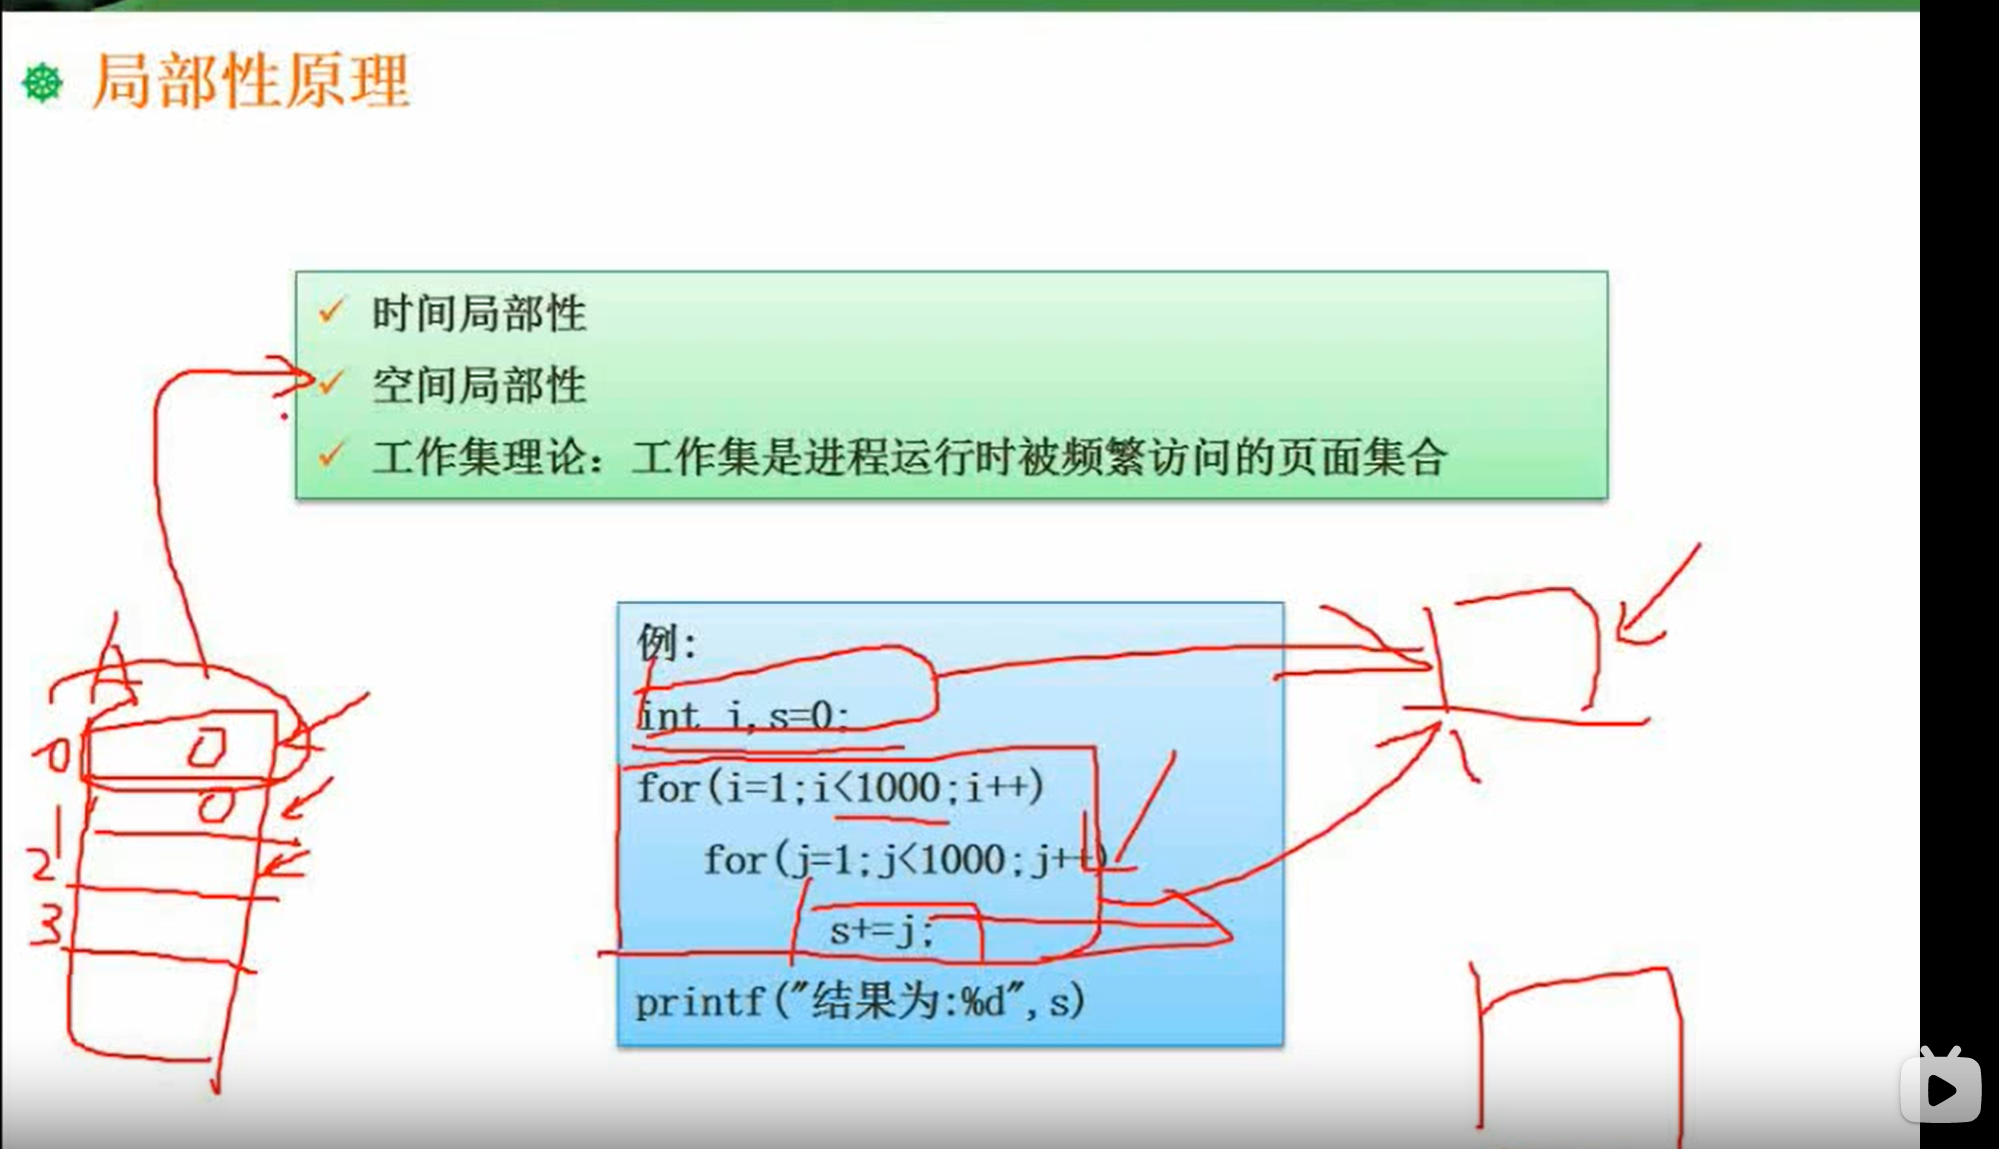 局部性原理
时间局部性
空间局部性
工作集理论：工作集是进程运行时被频繁访问的页面集合
例：
int i,s=0;
for(i=1;i<1000;i++)
for(j=1;j<1000;j++)
s+=j;
printf("结果为:%d",s)
A
0 0
0
1
2
3